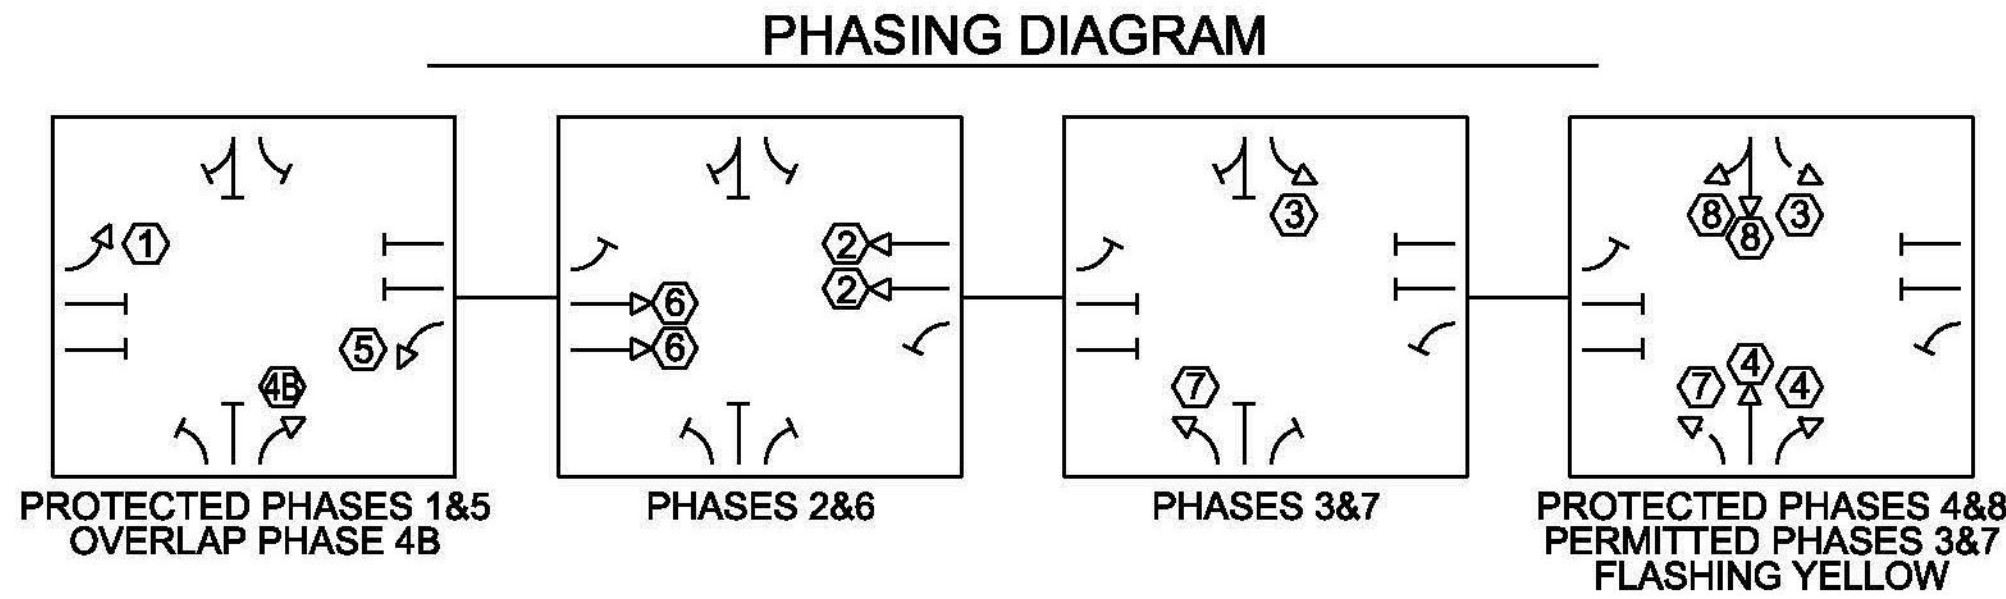 PHASING DIAGRAM
1
5
4B
PROTECTED PHASES 1&5
OVERLAP PHASE 4B
2
2
6
6
PHASES 2&6
3
7
PHASES 3&7
8
8
3
7
4
4
PROTECTED PHASES 4&8
PERMITTED PHASES 3&7
FLASHING YELLOW